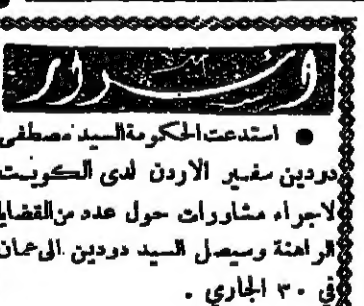 أسرار
● استدعت الحكومة السيد مصطفى
دودين سفير الاردن لدى الكويت
لاجراء مشاورات حول عدد من القضايا
الراهنة وسيصل السيد دودين الى عمان
في ٣٠ الجاري .